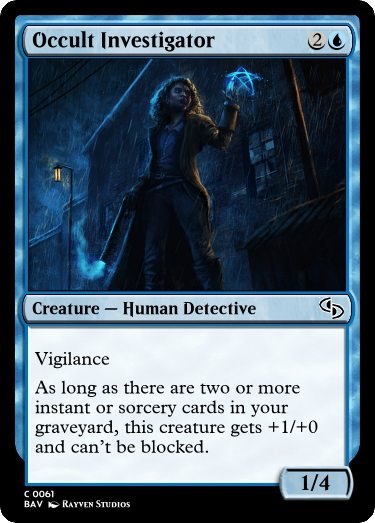 Occult Investigator 2
Creature — Human Detective
Vigilance
As long as there are two or more
instant or sorcery cards in your
graveyard, this creature gets +1/+0
and can't be blocked.
1/4
C 0061
BAV Rayven Studios